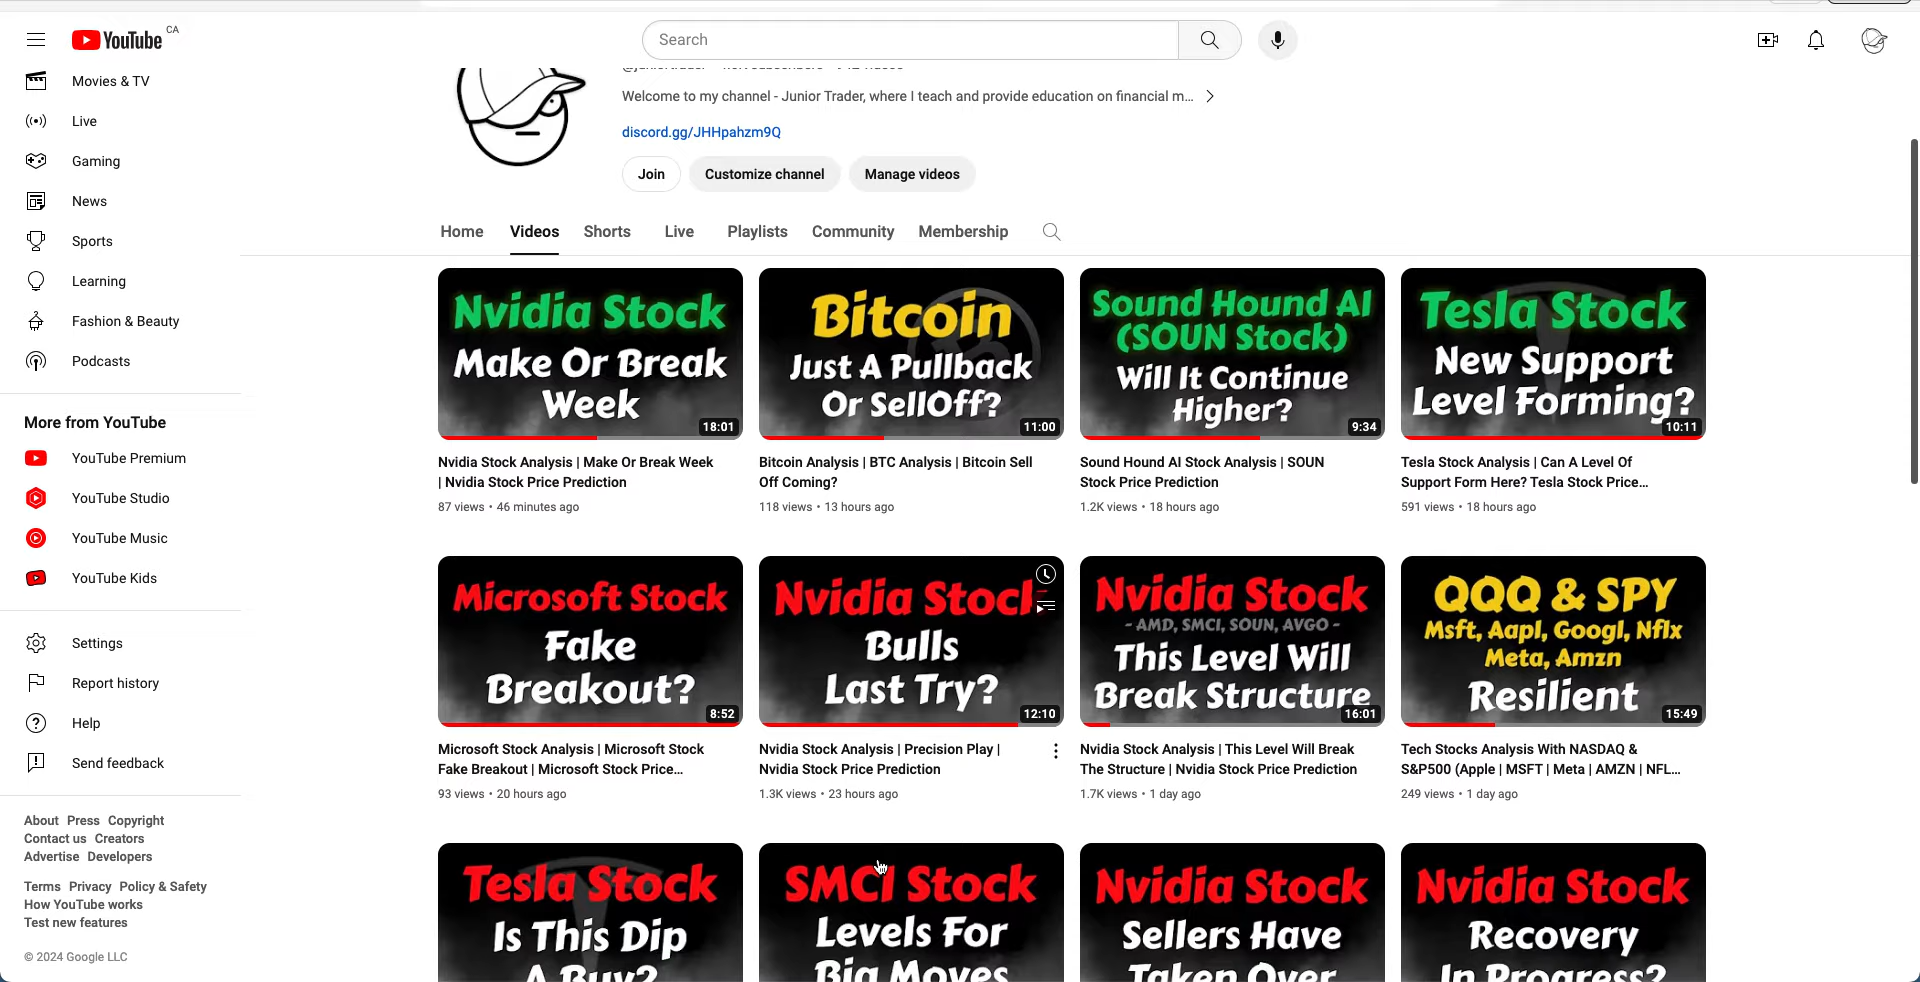 YouTube CA
Search
Movies & TV
Live
Gaming
News
Sports
Learning
Fashion & Beauty
Podcasts
More from YouTube
YouTube Premium
YouTube Studio
YouTube Music
YouTube Kids
Settings
Report history
Help
Send feedback
About Press Copyright
Contact us Creators
Advertise Developers
Terms Privacy Policy & Safety
How YouTube works
Test new features
© 2024 Google LLC
Welcome to my channel - Junior Trader, where I teach and provide education on financial m...
discord.gg/JHHpahzm9Q
Join Customize channel Manage videos
Home Videos Shorts Live Playlists Community Membership
Nvidia Stock
Make Or Break
Week
18:01
Nvidia Stock Analysis | Make Or Break Week
| Nvidia Stock Price Prediction
87 views • 46 minutes ago
Bitcoin
Just A Pullback
Or SellOff?
11:00
Bitcoin Analysis | BTC Analysis | Bitcoin Sell
Off Coming?
118 views • 13 hours ago
Sound Hound AI
(SOUN Stock)
Will It Continue
Higher?
9:34
Sound Hound AI Stock Analysis | SOUN
Stock Price Prediction
1.2K views • 18 hours ago
Tesla Stock
New Support
Level Forming?
10:11
Tesla Stock Analysis | Can A Level Of
Support Form Here? Tesla Stock Price...
591 views • 18 hours ago
Microsoft Stock
Fake
Breakout?
8:52
Microsoft Stock Analysis | Microsoft Stock
Fake Breakout | Microsoft Stock Price...
93 views • 20 hours ago
Nvidia Stock
Bulls
Last Try?
12:10
Nvidia Stock Analysis | Precision Play |
Nvidia Stock Price Prediction
1.3K views • 23 hours ago
Nvidia Stock
- AMD, SMCI, SOUN, AVGO -
This Level Will
Break Structure
16:01
Nvidia Stock Analysis | This Level Will Break
The Structure | Nvidia Stock Price Prediction
1.7K views • 1 day ago
QQQ & SPY
Msft, Aapl, Googl, Nflx
Meta, Amzn
Resilient
15:49
Tech Stocks Analysis With NASDAQ &
S&P500 (Apple | MSFT | Meta | AMZN | NFL...
249 views • 1 day ago
Tesla Stock
Is This Dip
A Buy?
SMCI Stock
Levels For
Big Moves
Nvidia Stock
Sellers Have
Taken Over
Nvidia Stock
Recovery
In Progress?